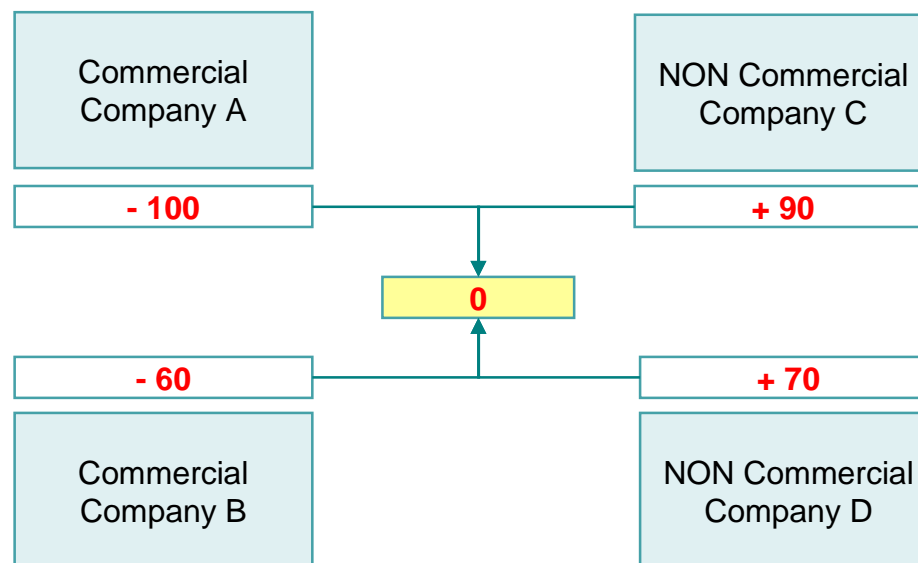 Commercial
Company A
NON Commercial
Company C
- 100
+ 90
0
- 60
+ 70
Commercial
Company B
NON Commercial
Company D